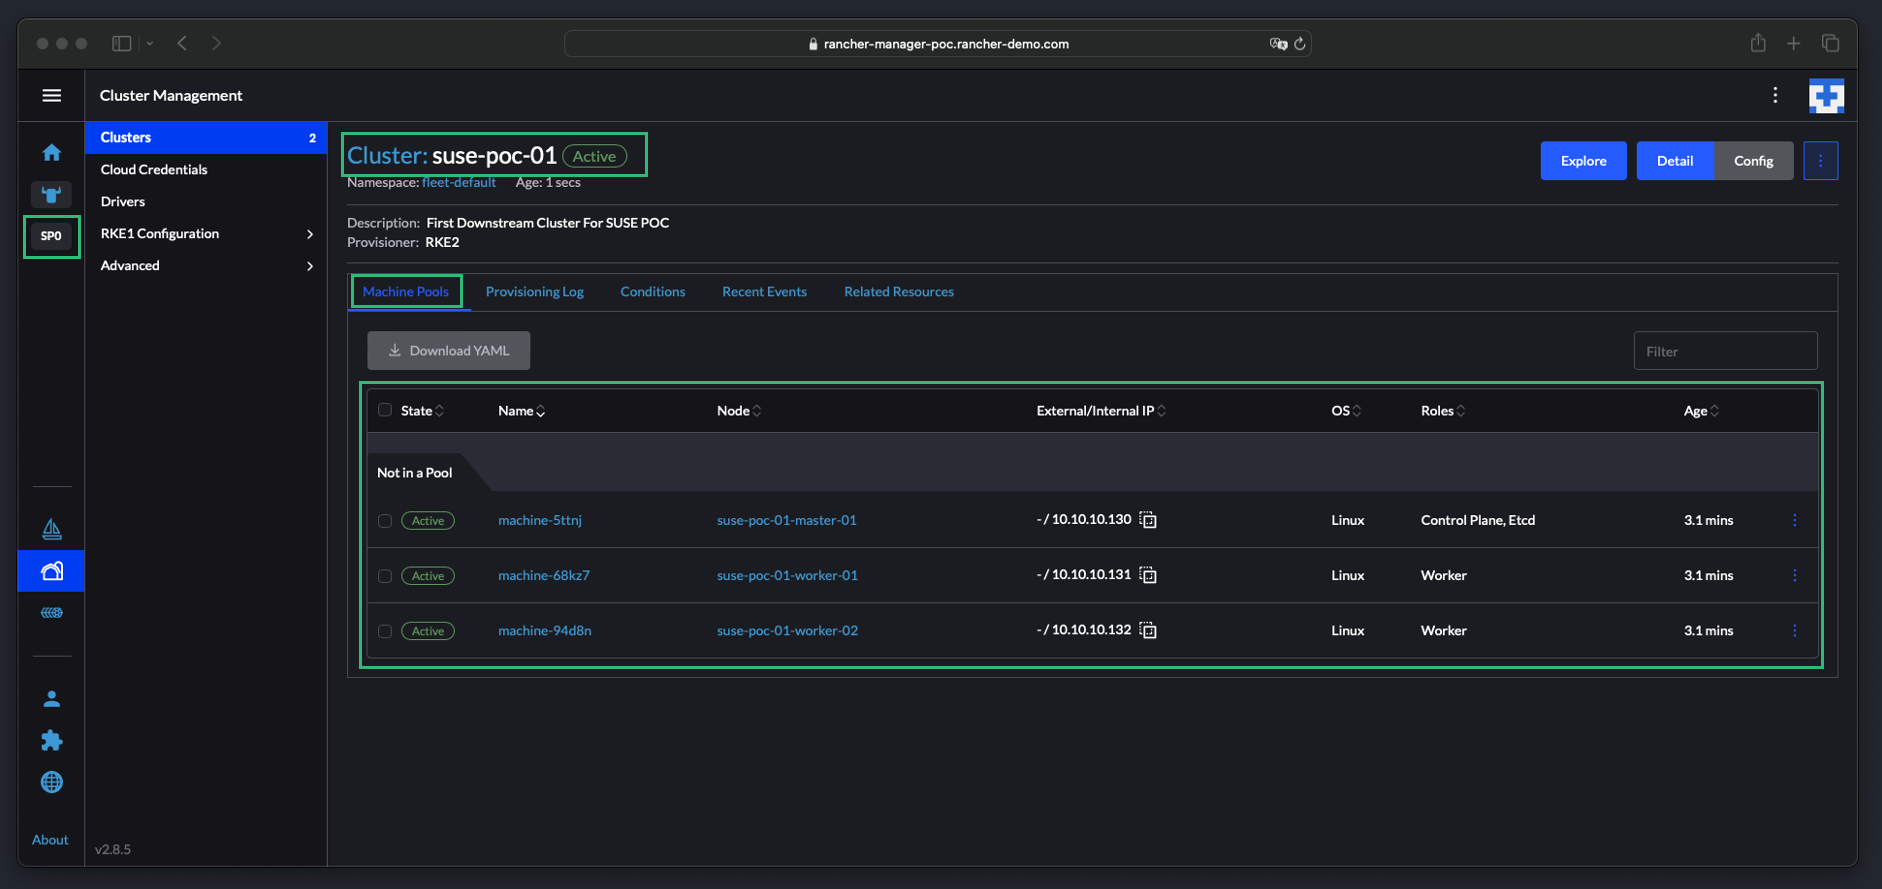 rancher-manager-poc.rancher-demo.com
Cluster Management
Clusters 2
Cloud Credentials
Drivers
RKE1 Configuration
Advanced
SP0
About
v2.8.5
Cluster: suse-poc-01 Active
Explore Detail Config
Namespace: fleet-default Age: 1 secs
Description: First Downstream Cluster For SUSE POC
Provisioner: RKE2
Machine Pools Provisioning Log Conditions Recent Events Related Resources
Download YAML Filter
State Name Node External/Internal IP OS Roles Age
Not in a Pool
Active machine-5ttnj suse-poc-01-master-01 - / 10.10.10.130 Linux Control Plane, Etcd 3.1 mins
Active machine-68kz7 suse-poc-01-worker-01 - / 10.10.10.131 Linux Worker 3.1 mins
Active machine-94d8n suse-poc-01-worker-02 - / 10.10.10.132 Linux Worker 3.1 mins